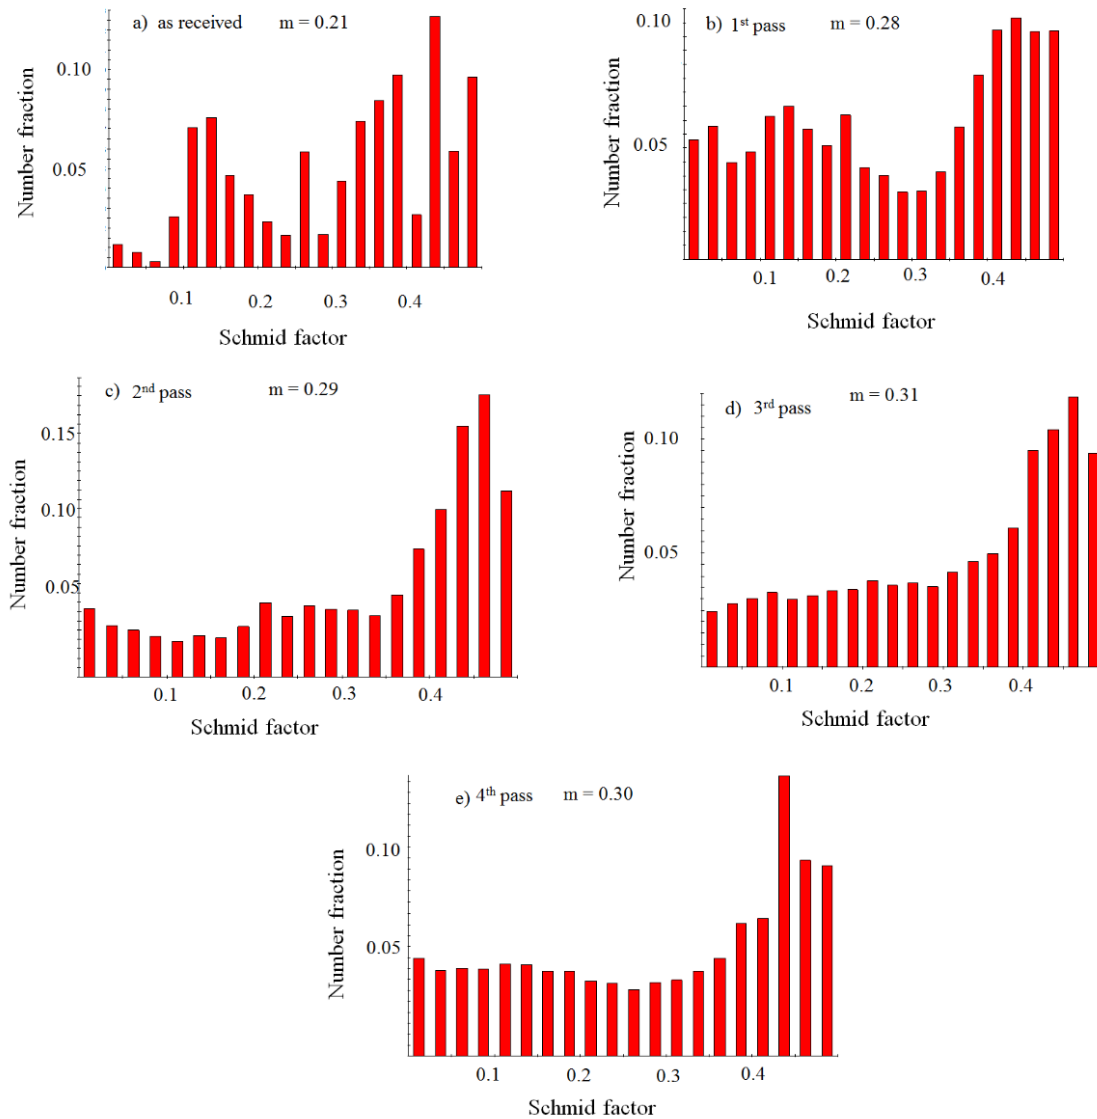 a) as received m = 0.21
Number fraction
0.10
0.05
0.1 0.2 0.3 0.4
Schmid factor
b) 1st pass m = 0.28
Number fraction
0.10
0.05
0.1 0.2 0.3 0.4
Schmid factor
c) 2nd pass m = 0.29
Number fraction
0.15
0.10
0.05
0.1 0.2 0.3 0.4
Schmid factor
d) 3rd pass m = 0.31
Number fraction
0.10
0.05
0.1 0.2 0.3 0.4
Schmid factor
e) 4th pass m = 0.30
Number fraction
0.10
0.05
0.1 0.2 0.3 0.4
Schmid factor